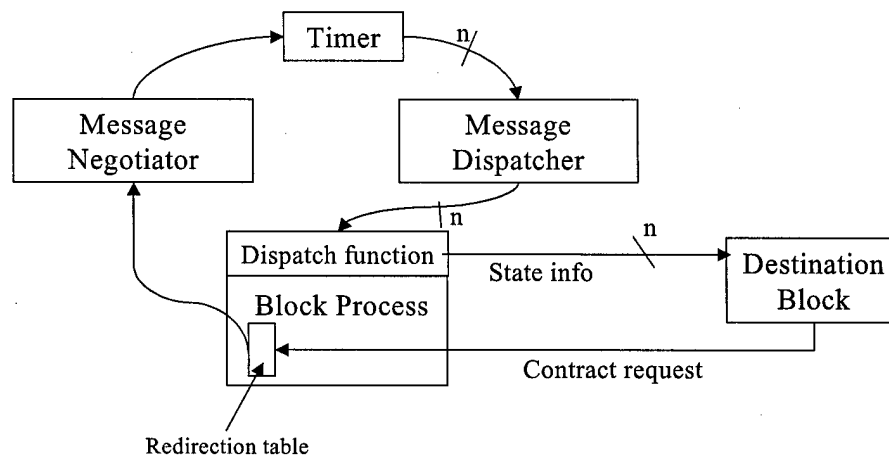 Timer
n
Message
Negotiator
Message
Dispatcher
n
n
Dispatch function
State info
Destination
Block
Block Process
Contract request
Redirection table